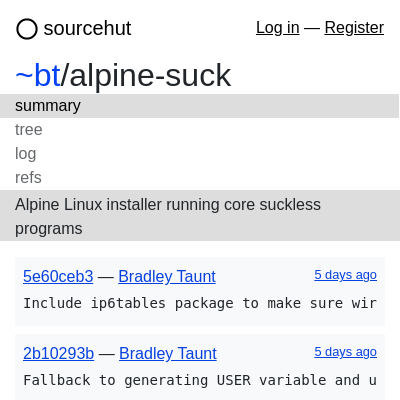 sourcehut Log in — Register
~bt/alpine-suck
summary
tree
log
refs
Alpine Linux installer running core suckless
programs
5e60ceb3 — Bradley Taunt 5 days ago
Include ip6tables package to make sure wir
2b10293b — Bradley Taunt 5 days ago
Fallback to generating USER variable and u